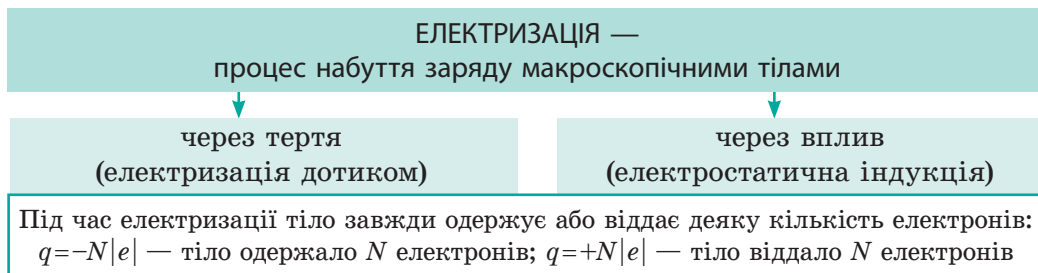 ЕЛЕКТРИЗАЦІЯ —
процес набуття заряду макроскопічними тілами
через тертя
(електризація дотиком)
через вплив
(електростатична індукція)
Під час електризації тіло завжди одержує або віддає деяку кількість електронів:
q=−N|e| — тіло одержало N електронів; q=+N|e| — тіло віддало N електронів